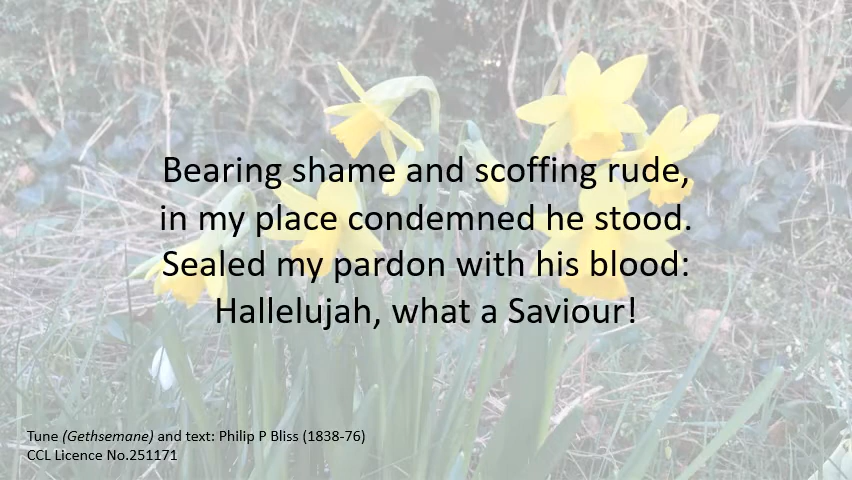 Bearing shame and scoffing rude,
in my place condemned he stood.
Sealed my pardon with his blood:
Hallelujah, what a Saviour!
Tune (Gethsemane) and text: Philip P Bliss (1838-76)
CCL Licence No.251171